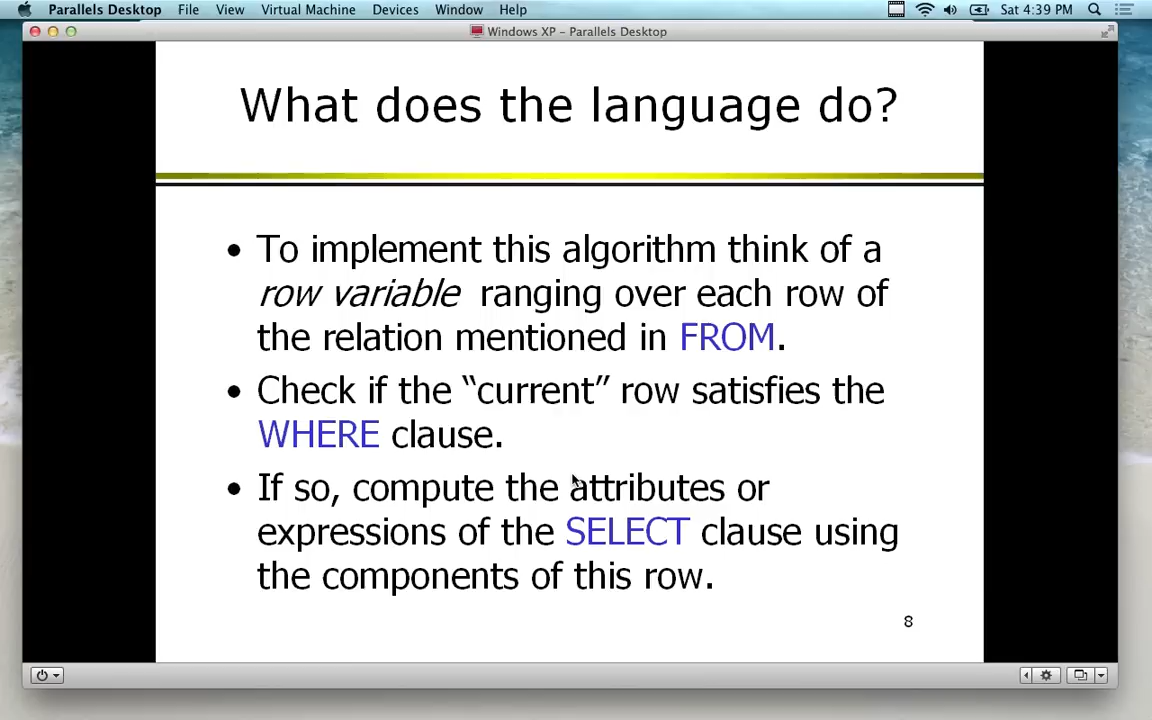 Parallels Desktop File View Virtual Machine Devices Window Help Sat 4:39 PM
Windows XP - Parallels Desktop
What does the language do?
• To implement this algorithm think of a
row variable ranging over each row of
the relation mentioned in FROM.
• Check if the “current” row satisfies the
WHERE clause.
• If so, compute the attributes or
expressions of the SELECT clause using
the components of this row.
8